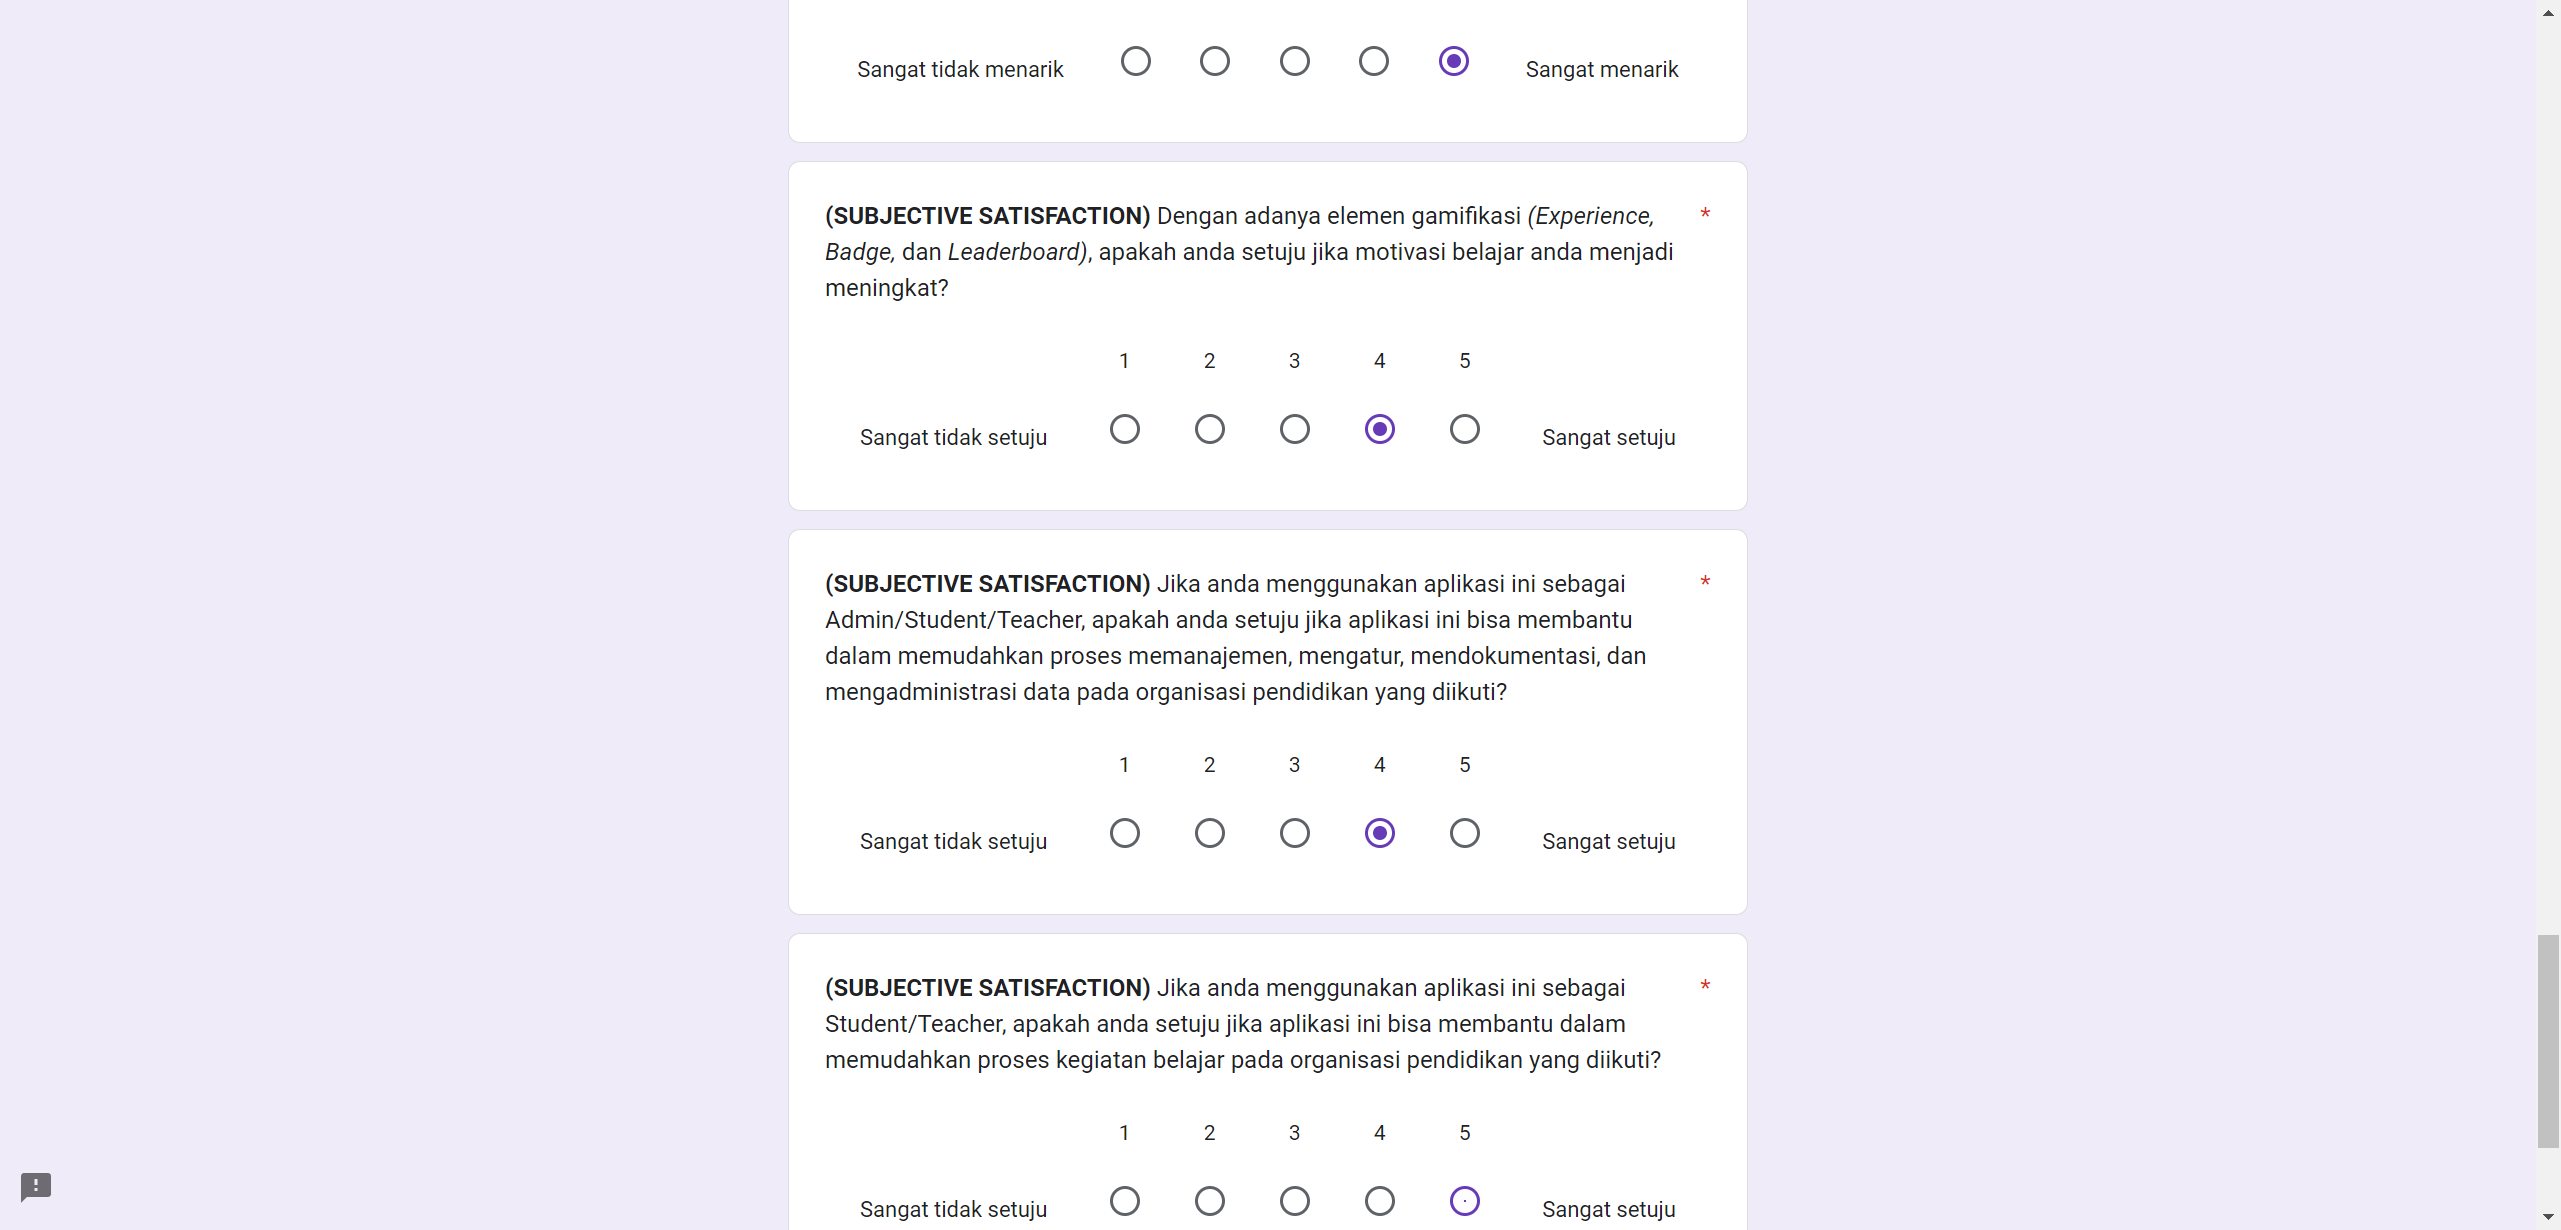 Sangat tidak menarik Sangat menarik
(SUBJECTIVE SATISFACTION) Dengan adanya elemen gamifikasi (Experience, *
Badge, dan Leaderboard), apakah anda setuju jika motivasi belajar anda menjadi
meningkat?
1 2 3 4 5
Sangat tidak setuju Sangat setuju
(SUBJECTIVE SATISFACTION) Jika anda menggunakan aplikasi ini sebagai *
Admin/Student/Teacher, apakah anda setuju jika aplikasi ini bisa membantu
dalam memudahkan proses memanajemen, mengatur, mendokumentasi, dan
mengadministrasi data pada organisasi pendidikan yang diikuti?
1 2 3 4 5
Sangat tidak setuju Sangat setuju
(SUBJECTIVE SATISFACTION) Jika anda menggunakan aplikasi ini sebagai *
Student/Teacher, apakah anda setuju jika aplikasi ini bisa membantu dalam
memudahkan proses kegiatan belajar pada organisasi pendidikan yang diikuti?
1 2 3 4 5
Sangat tidak setuju Sangat setuju